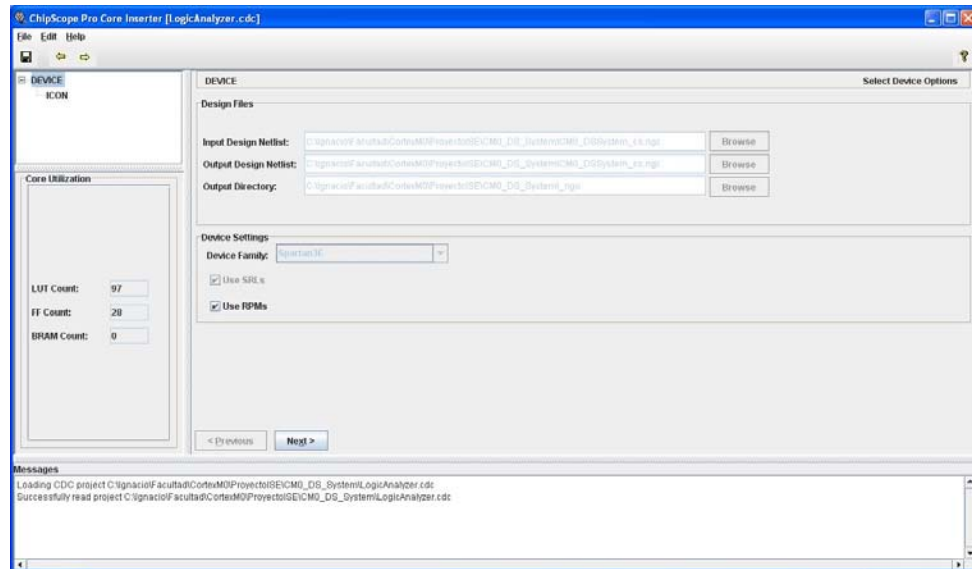 ChipScope Pro Core Inserter [LogicAnalyzer.cdc]
File Edit Help
DEVICE
ICON
Core Utilization
LUT Count: 97
FF Count: 28
BRAM Count: 0
DEVICE Select Device Options
Design Files
Input Design Netlist: Browse
Output Design Netlist: Browse
Output Directory: Browse
Device Settings
Device Family: Spartan3E
Use SRLs
Use RPMs
< Previous Next >
Messages
Loading CDC project C:\Ignacio\Facultad\CortexM0\ProyectoISE\CM0_DS_System\LogicAnalyzer.cdc
Successfully read project C:\Ignacio\Facultad\CortexM0\ProyectoISE\CM0_DS_System\LogicAnalyzer.cdc